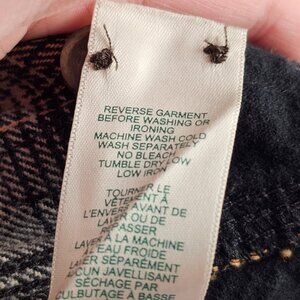 REVERSE GARMENT
BEFORE WASHING OR
IRONING
MACHINE WASH COLD
WASH SEPARATELY
NO BLEACH
TUMBLE DRY LOW
LOW IRON
TOURNER LE
VÊTEMENT À
L'ENVERS AVANT DE
LAVER OU DE
REPASSER
LAVER À LA MACHINE
À L'EAU FROIDE
LAVER SÉPARÉMENT
AUCUN JAVELLISANT
SÉCHAGE PAR
CULBUTAGE À BASSE